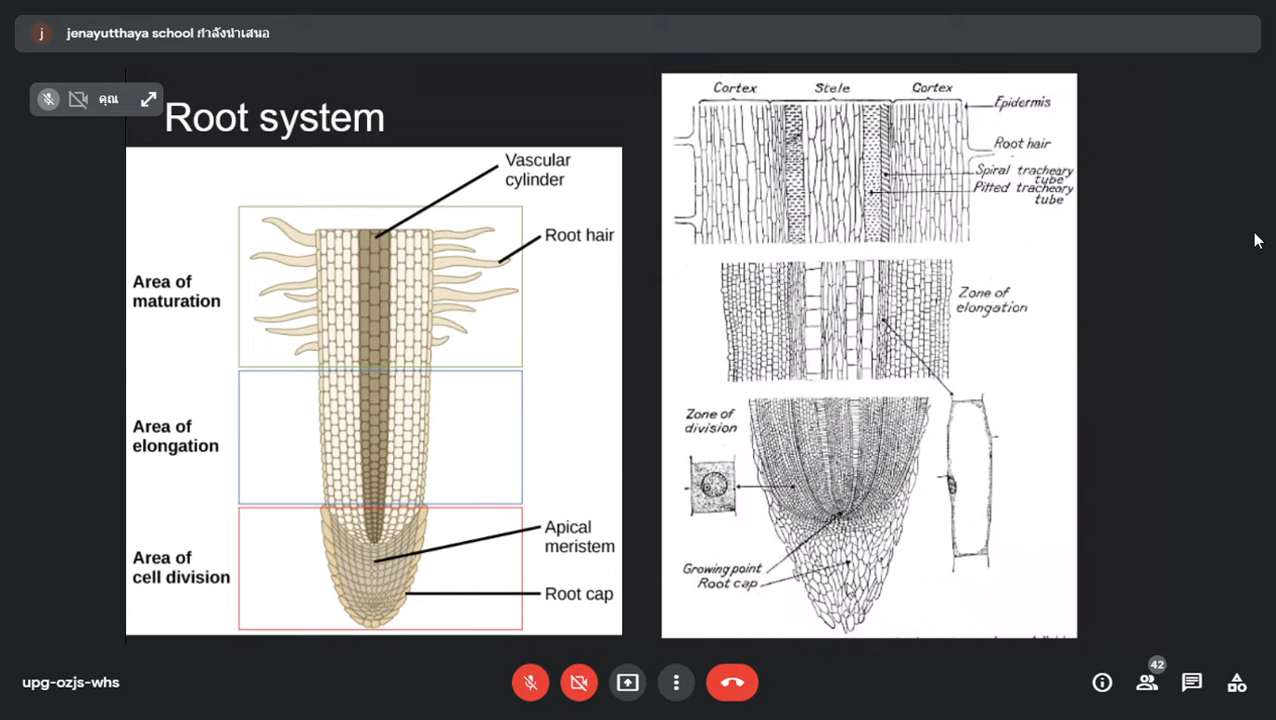 j jenayutthaya school กำลังนำเสนอ
คุณ
Root system
Vascular
cylinder
Root hair
Area of
maturation
Area of
elongation
Apical
meristem
Area of
cell division
Root cap
Cortex Stele Cortex
Epidermis
Root hair
Spiral tracheary
tube
Pitted tracheary
tube
Zone of
elongation
Zone of
division
Growing point
Root cap
upg-ozjs-whs
42